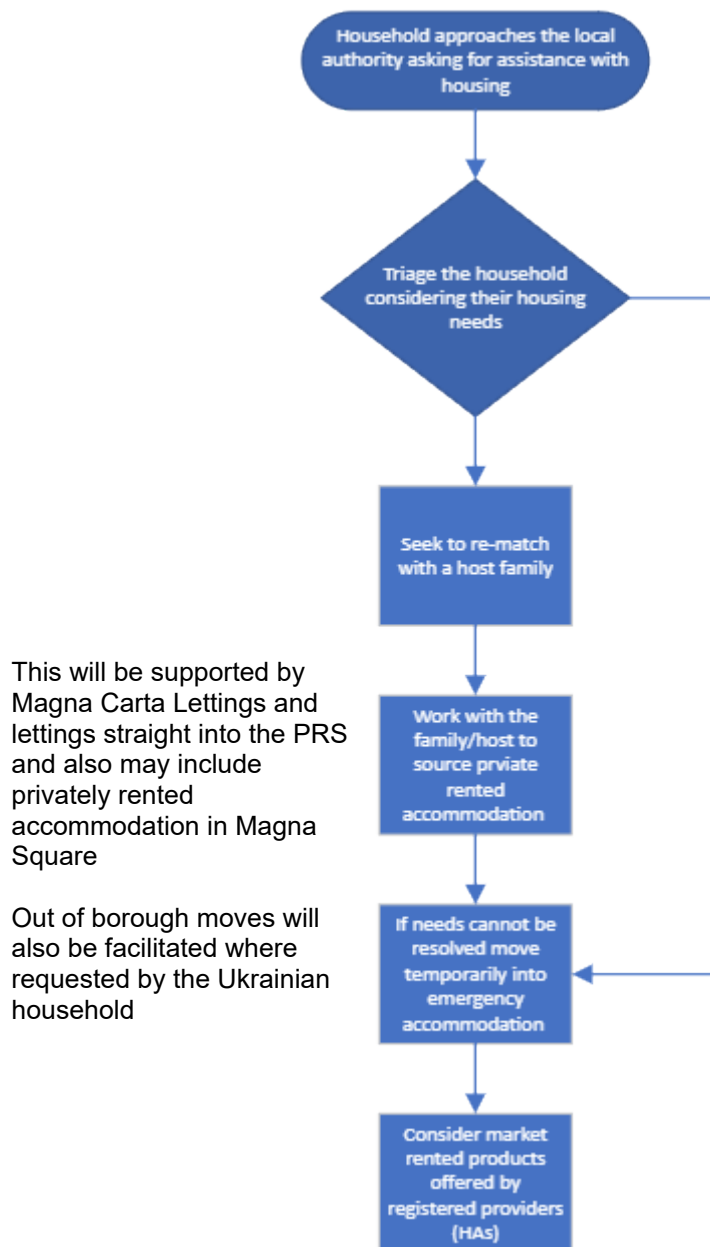 Household approaches the local
authority asking for assistance with
housing
Triage the household
considering their housing
needs
Seek to re-match
with a host family
This will be supported by
Magna Carta Lettings and
lettings straight into the PRS
and also may include
privately rented
accommodation in Magna
Square
Work with the
family/host to
source prviate
rented
accommodation
Out of borough moves will
also be facilitated where
requested by the Ukrainian
household
If needs cannot be
resolved move
temporarily into
emergency
accommodation
Consider market
rented products
offered by
registered providers
(HAs)